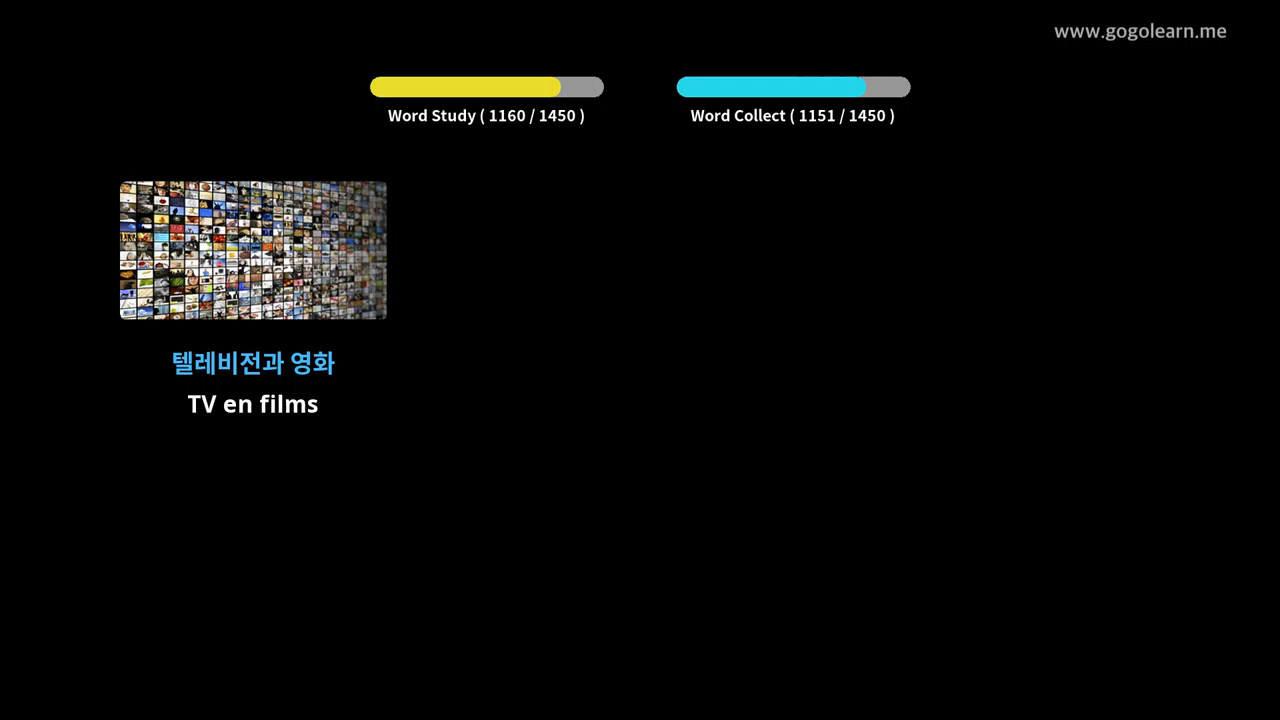 www.gogolearn.me
Word Study ( 1160 / 1450 )
Word Collect ( 1151 / 1450 )
텔레비전과 영화
TV en films